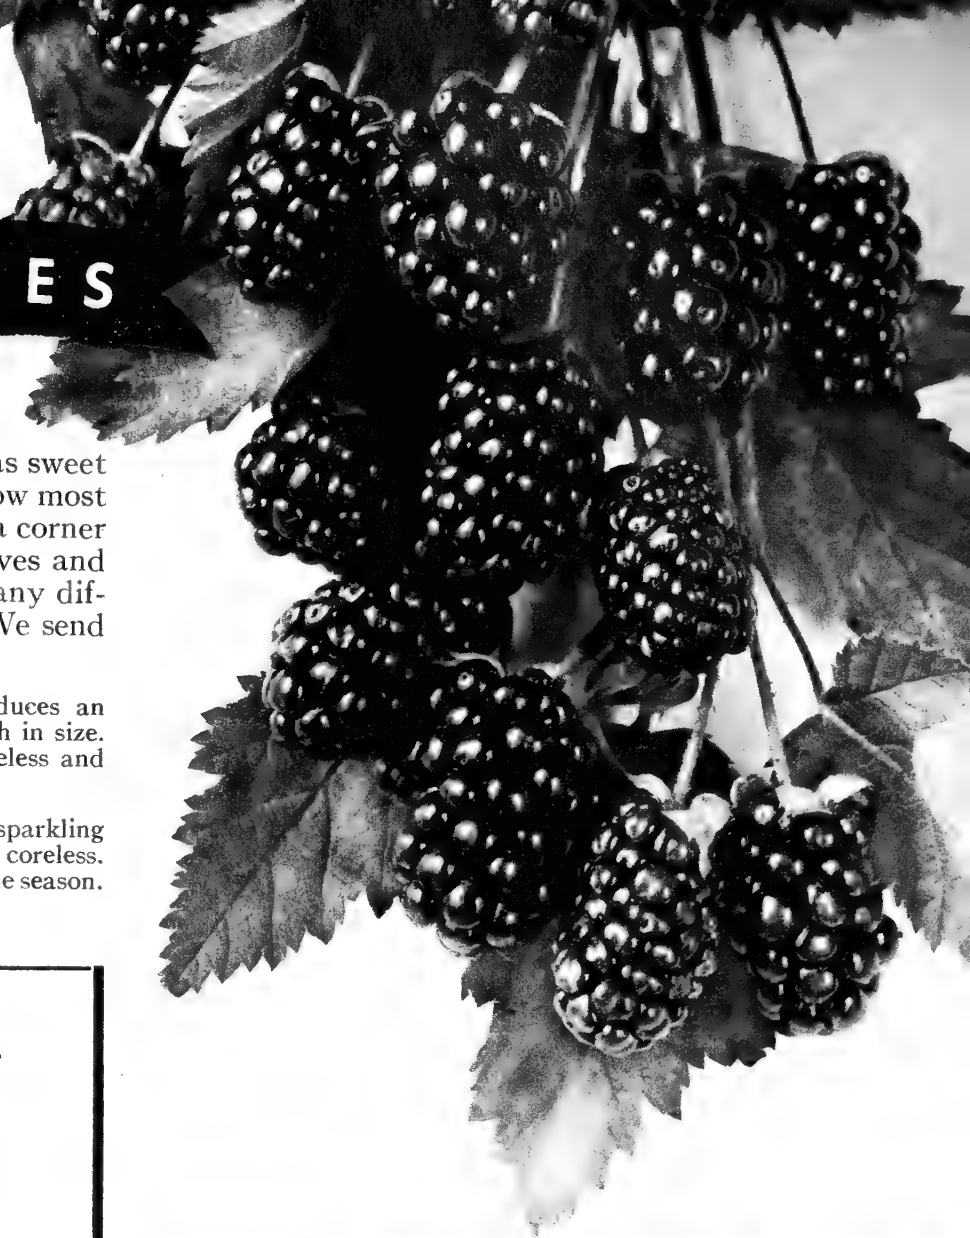 ES
as sweet
ow most
a corner
ves and
any dif-
We send
duces an
h in size.
eless and
sparkling
coreless.
e season.